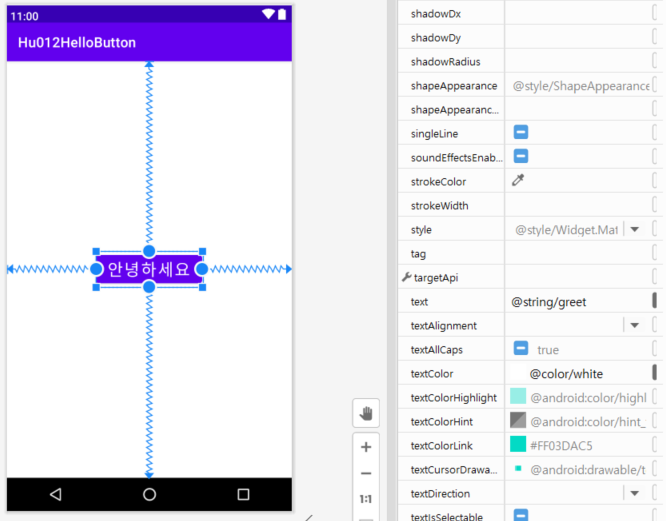 11:00
Hu012HelloButton
안녕하세요
1:1
shadowDx
shadowDy
shadowRadius
shapeAppearance @style/ShapeAppearance
shapeAppearanc...
singleLine
soundEffectsEnab...
strokeColor
strokeWidth
style @style/Widget.Mat
tag
targetApi
text @string/greet
textAlignment
textAllCaps true
textColor @color/white
textColorHighlight @android:color/highl
textColorHint @android:color/hint_
textColorLink #FF03DAC5
textCursorDrawa... @android:drawable/t
textDirection
textIsSelectable